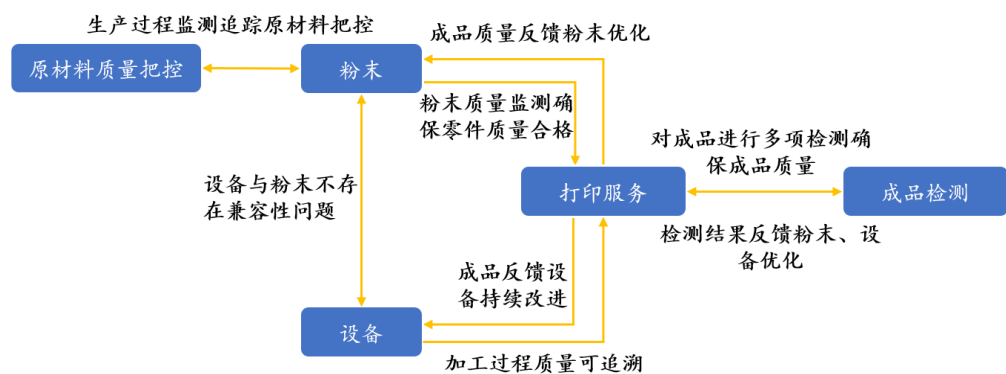 生产过程监测追踪原材料把控
成品质量反馈粉末优化
原材料质量把控
粉末
粉末质量监测确
保零件质量合格
对成品进行多项检测确
保成品质量
设备与粉末不存
在兼容性问题
打印服务
成品检测
检测结果反馈粉末、设
备优化
成品反馈设
备持续改进
设备
加工过程质量可追溯